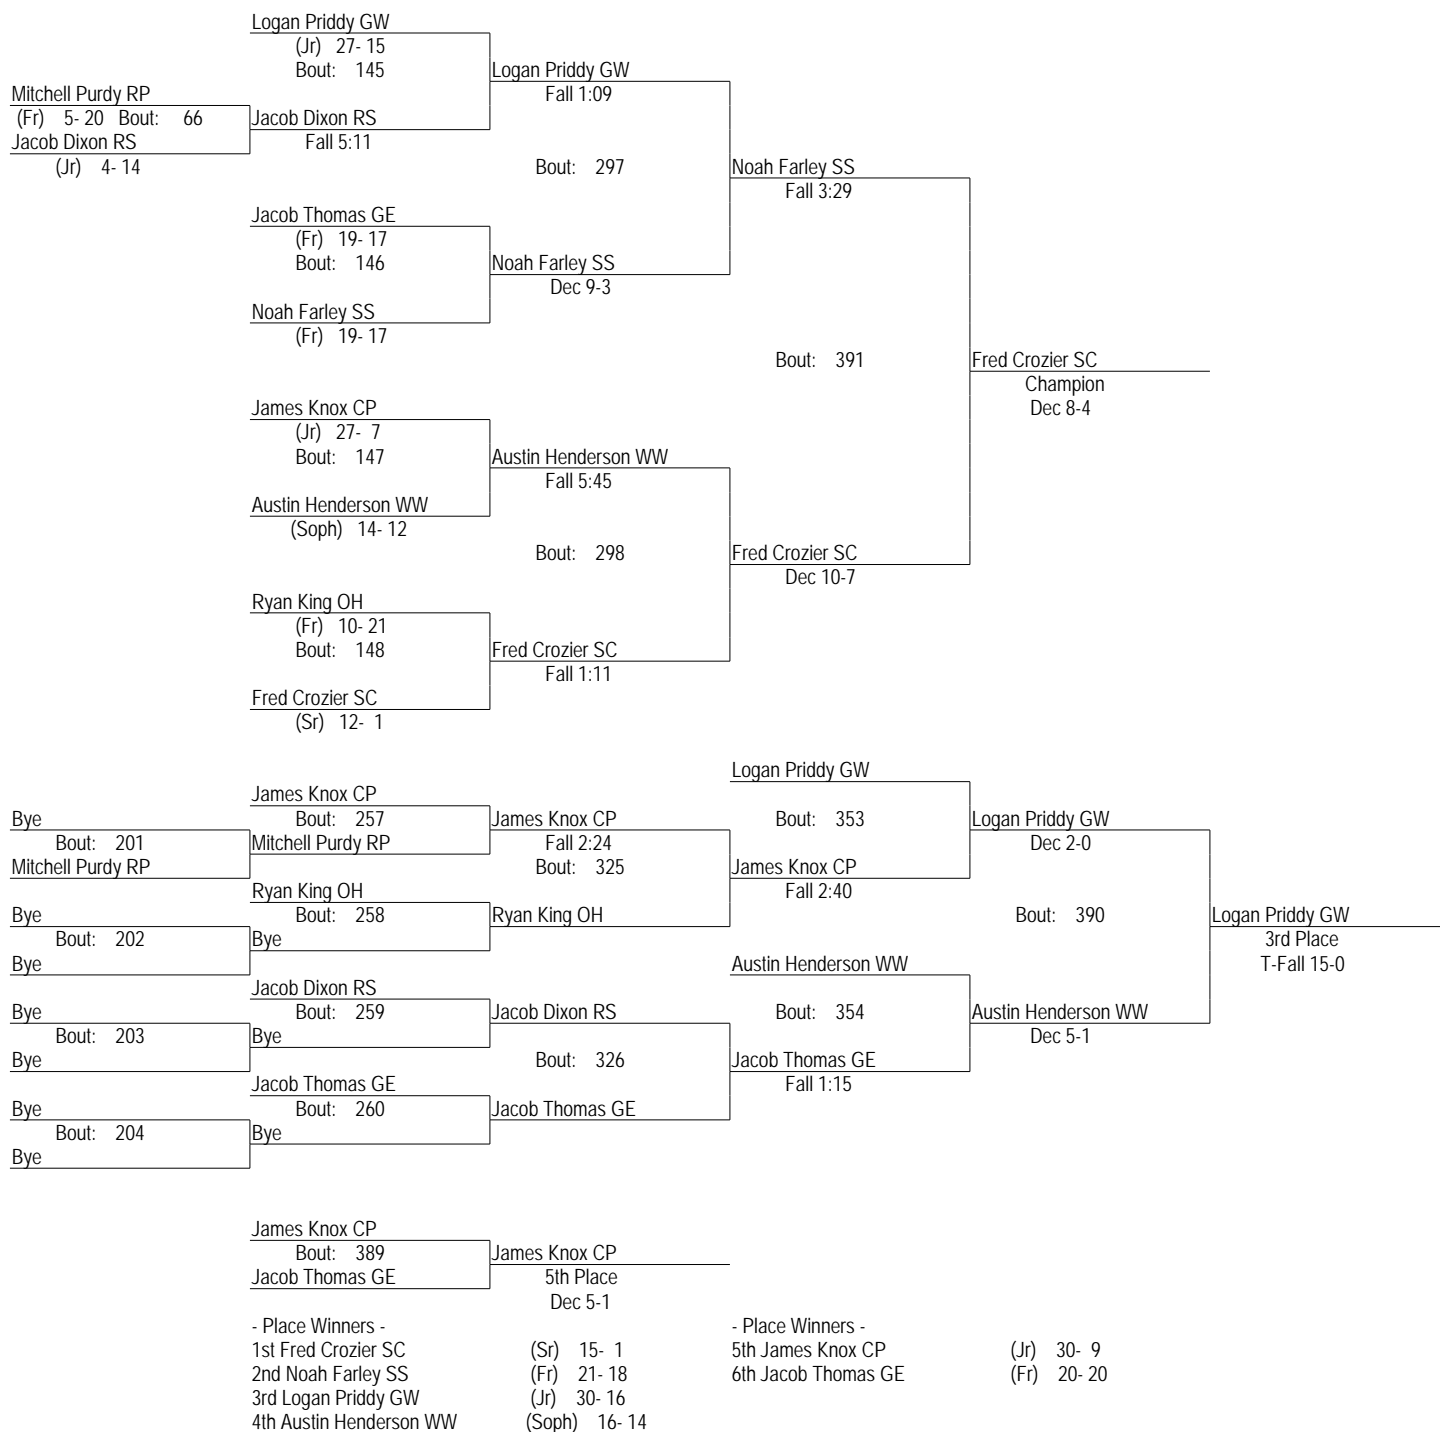 Logan Priddy GW
(Jr) 27- 15
Bout: 145
Logan Priddy GW
Fall 1:09
Mitchell Purdy RP
(Fr) 5- 20 Bout: 66
Jacob Dixon RS
(Jr) 4- 14
Jacob Dixon RS
Fall 5:11
Bout: 297
Noah Farley SS
Fall 3:29
Jacob Thomas GE
(Fr) 19- 17
Bout: 146
Noah Farley SS
Dec 9-3
Noah Farley SS
(Fr) 19- 17
Bout: 391
Fred Crozier SC
Champion
Dec 8-4
James Knox CP
(Jr) 27- 7
Bout: 147
Austin Henderson WW
Fall 5:45
Austin Henderson WW
(Soph) 14- 12
Bout: 298
Fred Crozier SC
Dec 10-7
Ryan King OH
(Fr) 10- 21
Bout: 148
Fred Crozier SC
Fall 1:11
Fred Crozier SC
(Sr) 12- 1
Logan Priddy GW
James Knox CP
Bout: 257
Mitchell Purdy RP
Bye
Bout: 201
Mitchell Purdy RP
James Knox CP
Fall 2:24
Bout: 325
Bout: 353
Logan Priddy GW
Dec 2-0
James Knox CP
Fall 2:40
Ryan King OH
Bout: 258
Bye
Bye
Bout: 202
Bye
Ryan King OH
Bout: 390
Logan Priddy GW
3rd Place
T-Fall 15-0
Austin Henderson WW
Jacob Dixon RS
Bout: 259
Bye
Bye
Bout: 203
Bye
Jacob Dixon RS
Bout: 326
Bout: 354
Austin Henderson WW
Dec 5-1
Jacob Thomas GE
Fall 1:15
Jacob Thomas GE
Bout: 260
Bye
Bye
Bout: 204
Bye
Jacob Thomas GE
James Knox CP
Bout: 389
Jacob Thomas GE
James Knox CP
5th Place
Dec 5-1
- Place Winners -
1st Fred Crozier SC (Sr) 15- 1
2nd Noah Farley SS (Fr) 21- 18
3rd Logan Priddy GW (Jr) 30- 16
4th Austin Henderson WW (Soph) 16- 14
- Place Winners -
5th James Knox CP (Jr) 30- 9
6th Jacob Thomas GE (Fr) 20- 20